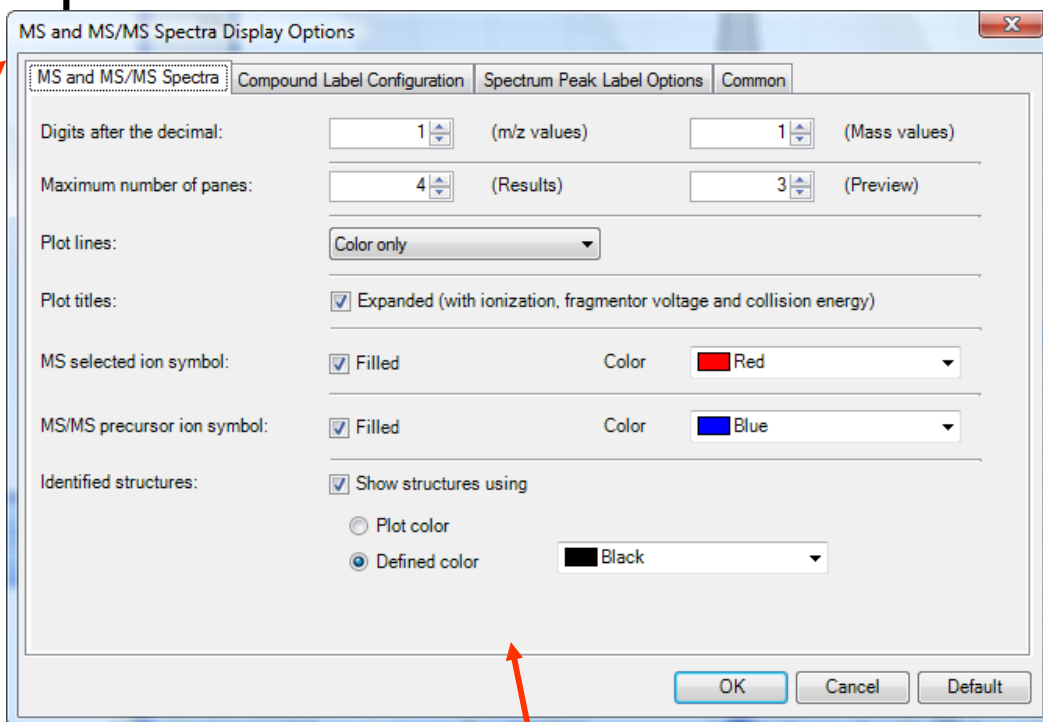 MS and MS/MS Spectra Display Options
MS and MS/MS Spectra Compound Label Configuration Spectrum Peak Label Options Common
Digits after the decimal: 1 (m/z values) 1 (Mass values)
Maximum number of panes: 4 (Results) 3 (Preview)
Plot lines: Color only
Plot titles: Expanded (with ionization, fragmentor voltage and collision energy)
MS selected ion symbol: Filled Color Red
MS/MS precursor ion symbol: Filled Color Blue
Identified structures: Show structures using
Plot color
Defined color Black
OK Cancel Default